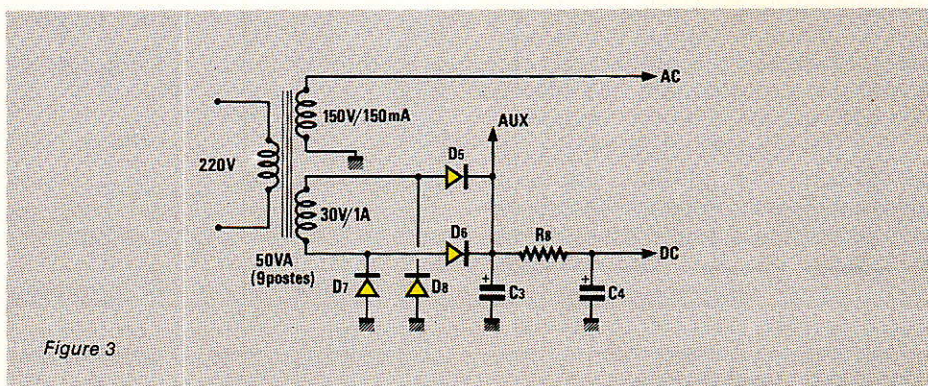 AC
150V/150mA
AUX
220V
D5
30V/1A
D6
R8
DC
50VA
(9postes)
D7
D8
+
C3
+
C4
Figure 3